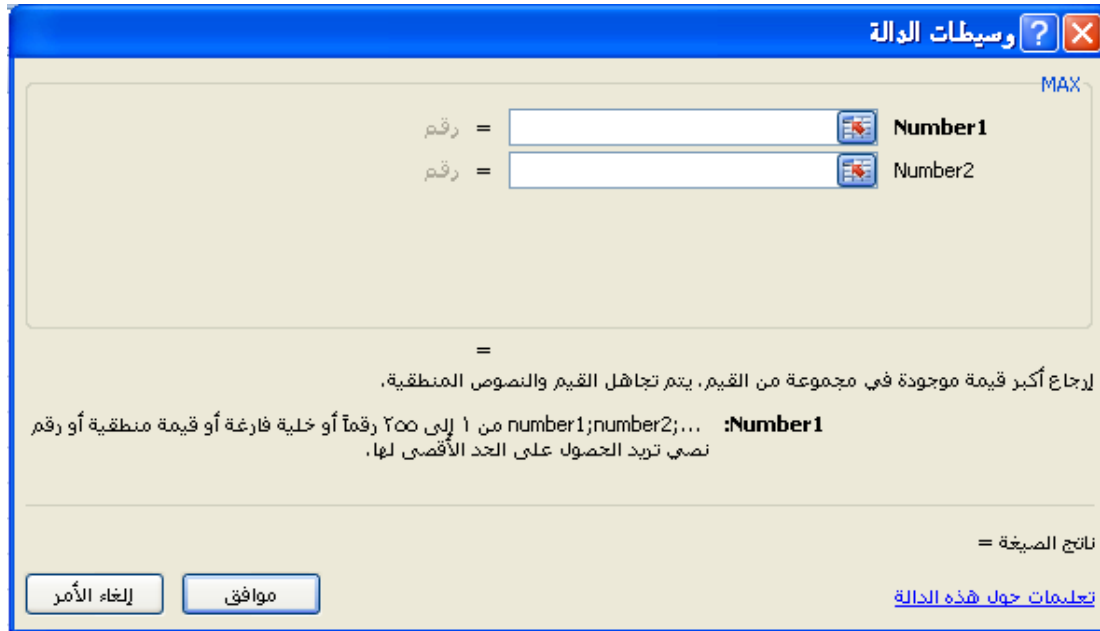 وسيطات الدالة
MAX
Number1 = رقم
Number2 = رقم
=
إرجاع أكبر قيمة موجودة في مجموعة من القيم. يتم تجاهل القيم والنصوص المنطقية.
Number1: number1;number2;... من ١ إلى ٢٥٥ رقماً أو خلية فارغة أو قيمة منطقية أو رقم
نصي تريد الحصول على الحد الأقصى لها.
ناتج الصيغة =
تعليمات حول هذه الدالة
موافق
إلغاء الأمر